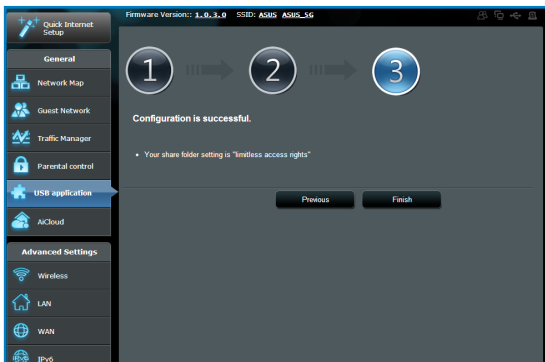 Quick Internet
Setup
Firmware Version:: 1.0.3.0 SSID: ASUS ASUS_5G
General
Network Map
Guest Network
Traffic Manager
Parental control
USB application
AiCloud
Advanced Settings
Wireless
LAN
WAN
IPv6
1 2 3
Configuration is successful.
• Your share folder setting is "limitless access rights"
Previous Finish